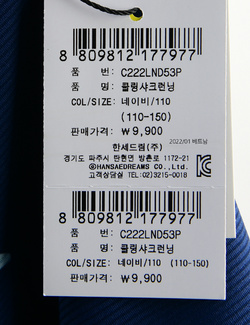 8 809812 177977
품 번: C222LND53P
품 명: 쿨링샤크런닝
COL/SIZE: 네이비/110
(110-150)
판매가격: ₩9,900
2022/01 베트남
한세드림(주)
경기도 파주시 탄현면 방촌로 1172-21
ⓐHANSAEDREAMS CO.,Ltd.
고객상담실 TEL:02)3215-0018
8 809812 177977
품 번: C222LND53P
품 명: 쿨링샤크런닝
COL/SIZE: 네이비/110 (110-150)
판매가격: ₩9,900